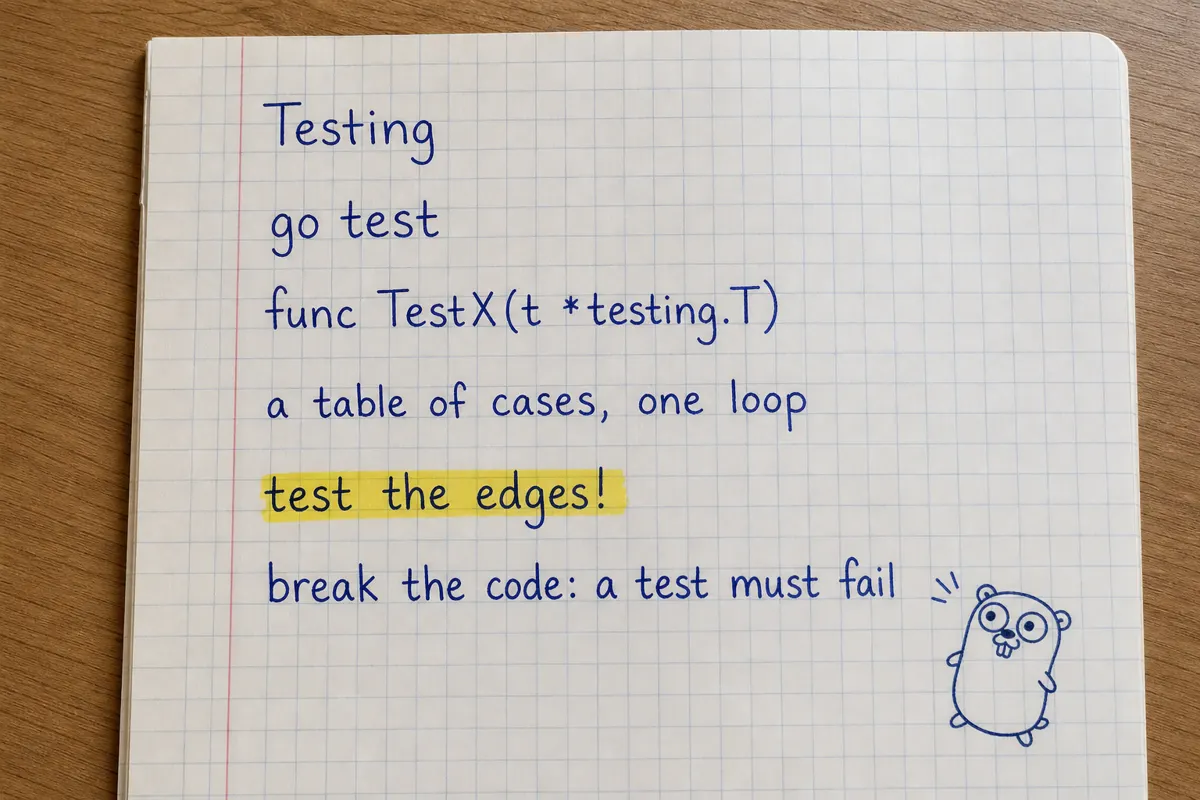 Testing
go test
func TestX(t *testing.T)
a table of cases, one loop
test the edges!
break the code: a test must fail